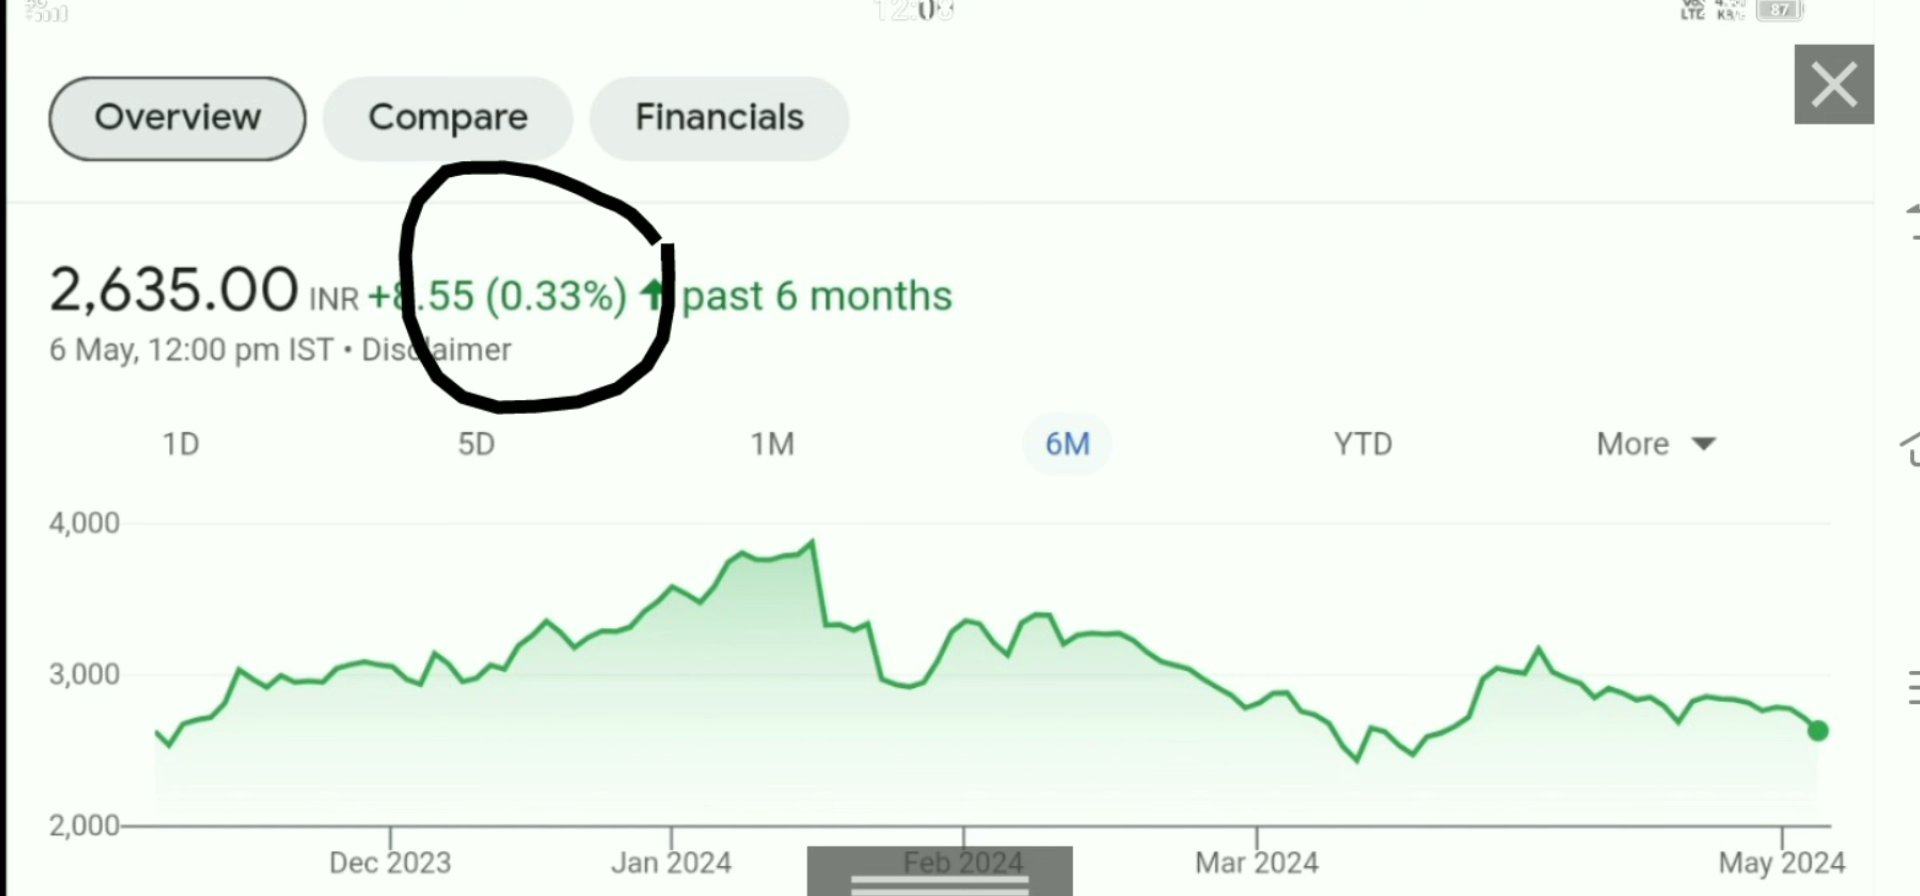 87
Overview Compare Financials
2,635.00 INR +8.55 (0.33%) ↑ past 6 months
6 May, 12:00 pm IST • Disclaimer
1D 5D 1M 6M YTD More
4,000
3,000
2,000
Dec 2023 Jan 2024 Feb 2024 Mar 2024 May 2024